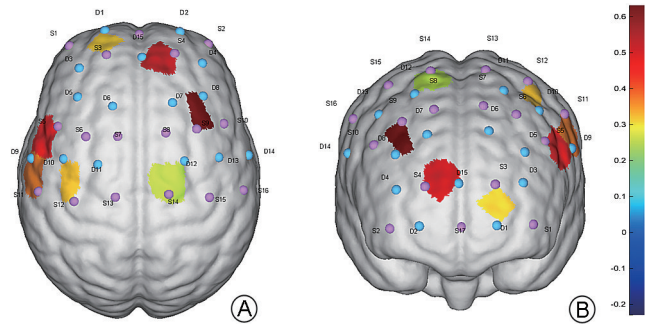 D1
D2
S1
S2
D15
S3
S4
D3
D4
D5
D8
D6
D7
S5
S9
S10
S6
S7
S8
D9
D10
D11
D12
D13
D14
S11
S12
S13
S14
S15
S16
A
S14
S13
D12
D11
S15
S12
S8
S7
D13
D10
S9
S6
S16
S11
D7
D6
S10
S5
D8
D5
D9
D14
D4
S4
D15
S3
D3
S2
D2
S17
D1
S1
B
0.6
0.5
0.4
0.3
0.2
0.1
0
-0.1
-0.2